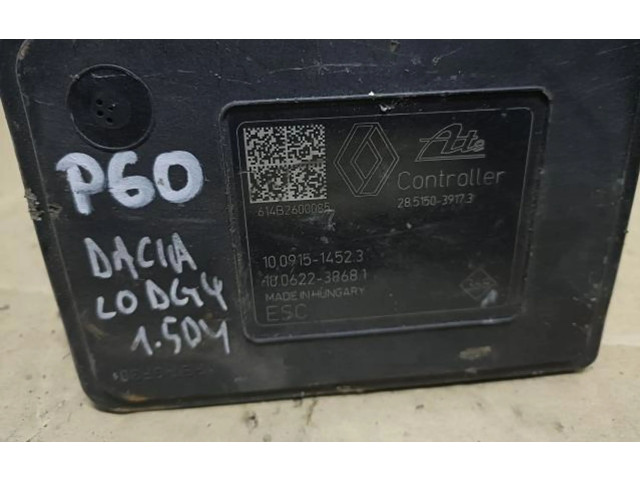 P60
DACIA
LODGY
1.5DY
Ate
Controller
28.5150-3917.3
614B2600085
10.0915-1452.3
10.0622-3868.1
MADE IN HUNGARY
ESC